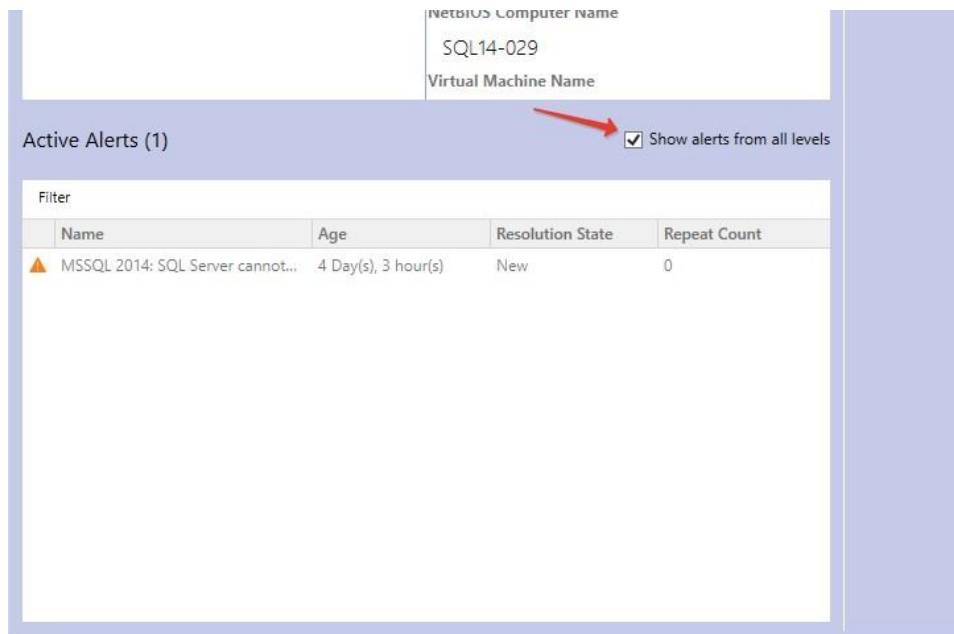 NetBIOS Computer Name
SQL14-029
Virtual Machine Name
Active Alerts (1)
Show alerts from all levels
Filter
Name Age Resolution State Repeat Count
MSSQL 2014: SQL Server cannot... 4 Day(s), 3 hour(s) New 0